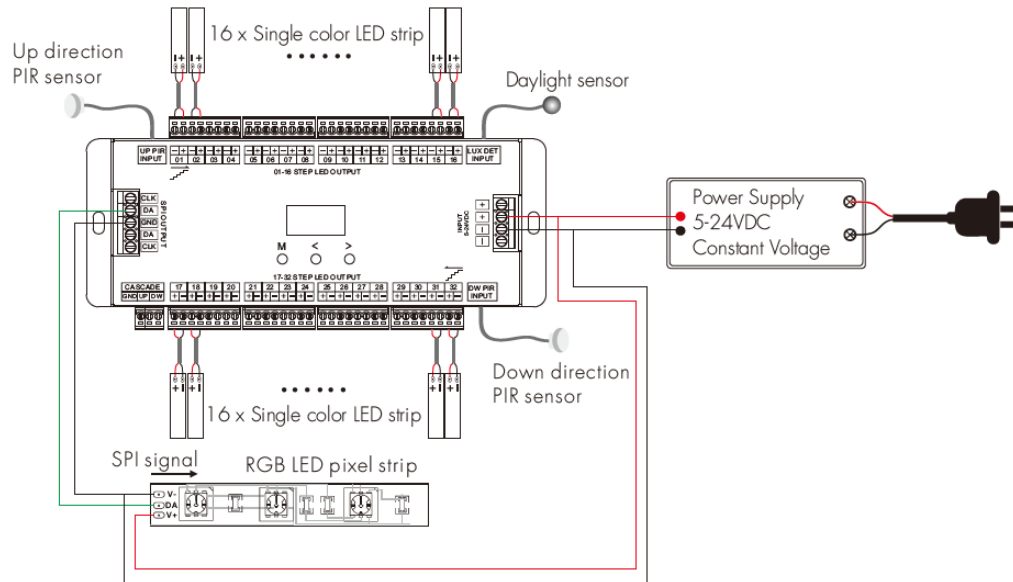 16 x Single color LED strip
Up direction
PIR sensor
Daylight sensor
UP PIR
INPUT
01 02 03 04
05 06 07 08
09 10 11 12
13 14 15 16
LUX DET
INPUT
01-16 STEP LED OUTPUT
CLK
DA
GND
DA
CLK
SPI OUTPUT
INPUT
5-24VDC
M < >
Power Supply
5-24VDC
Constant Voltage
17-32 STEP LED OUTPUT
CASCADE
GND UP DW
17 18 19 20
21 22 23 24
25 26 27 28
29 30 31 32
DW PIR
INPUT
Down direction
PIR sensor
16 x Single color LED strip
SPI signal
RGB LED pixel strip
V-
DA
V+